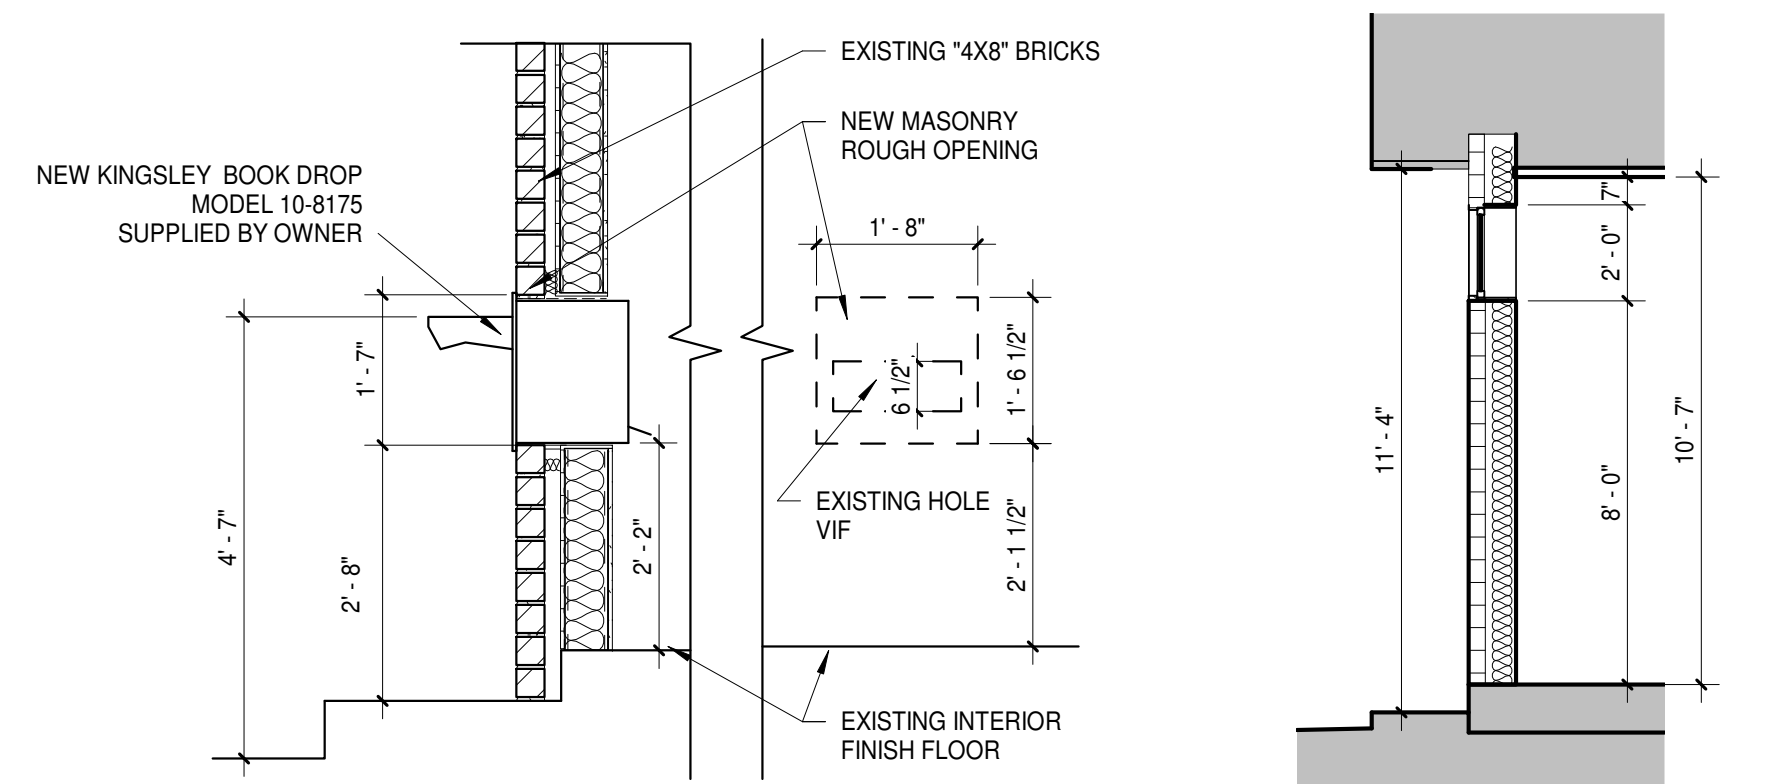 EXISTING "4X8" BRICKS
NEW MASONRY
ROUGH OPENING
NEW KINGSLEY BOOK DROP
MODEL 10-8175
SUPPLIED BY OWNER
1' - 8"
1' - 7"
4' - 7"
2' - 8"
2' - 2"
6 1/2"
1' - 6 1/2"
2' - 1 1/2"
EXISTING HOLE
VIF
EXISTING INTERIOR
FINISH FLOOR
7"
2' - 0"
11' - 4"
10' - 7"
8' - 0"